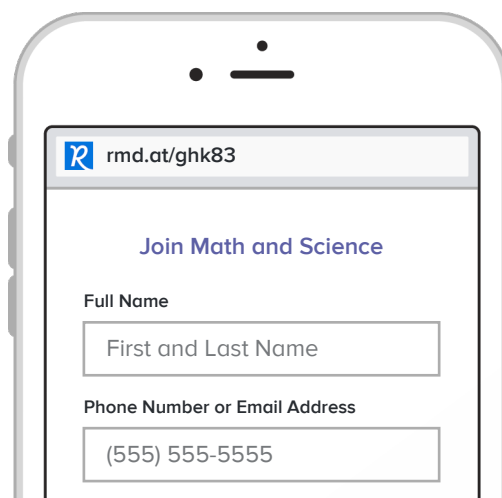 R rmd.at/ghk83
Join Math and Science
Full Name
First and Last Name
Phone Number or Email Address
(555) 555-5555